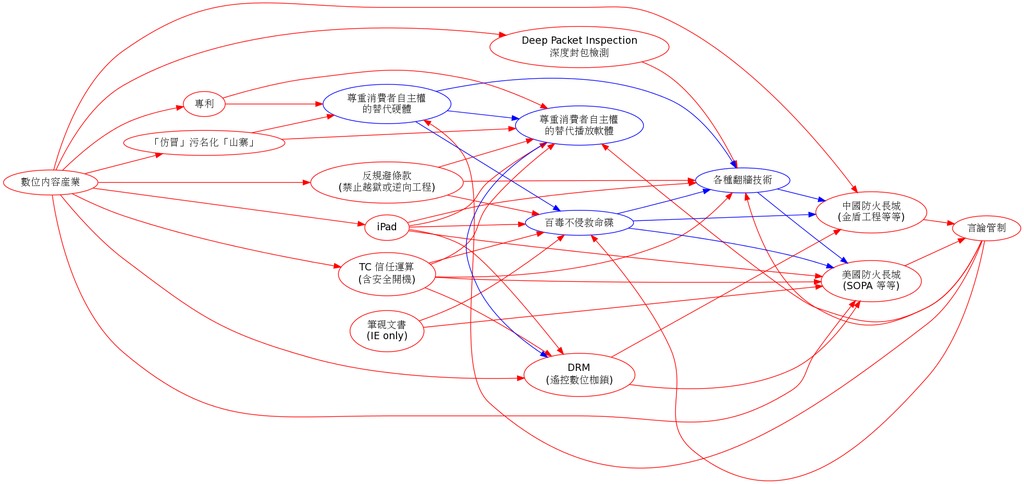 Deep Packet Inspection
深度封包檢測
專利
尊重消費者自主權
的替代硬體
尊重消費者自主權
的替代播放軟體
「仿冒」污名化「山寨」
數位内容産業
反規避條款
(禁止越獄或逆向工程)
各種翻牆技術
中國防火長城
(金盾工程等等)
iPad
百毒不侵救命碟
言論管制
TC 信任運算
(含安全開機)
美國防火長城
(SOPA 等等)
筆硯文書
(IE only)
DRM
(遙控數位枷鎖)